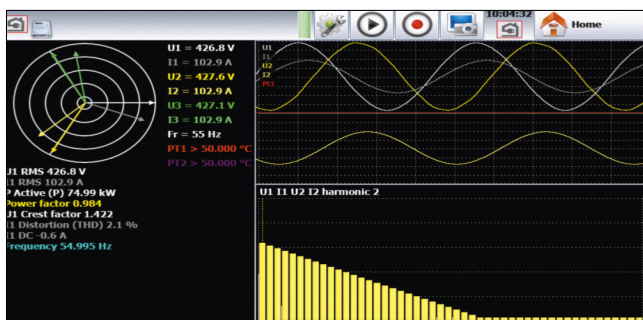 10:04:32
Home
U1 = 426.8 V
I1 = 102.9 A
U2 = 427.6 V
I2 = 102.9 A
U3 = 427.1 V
I3 = 102.9 A
Fr = 55 Hz
PT1 > 50.000 °C
PT2 > 50.000 °C
U1 RMS 426.8 V
I1 RMS 102.9 A
P Active (P) 74.99 kW
Power factor 0.984
U1 Crest factor 1.422
I1 Distortion (THD) 2.1 %
I1 DC -0.6 A
Frequency 54.995 Hz
U1
I1
U2
I2
Pt1
U1 I1 U2 I2 harmonic 2